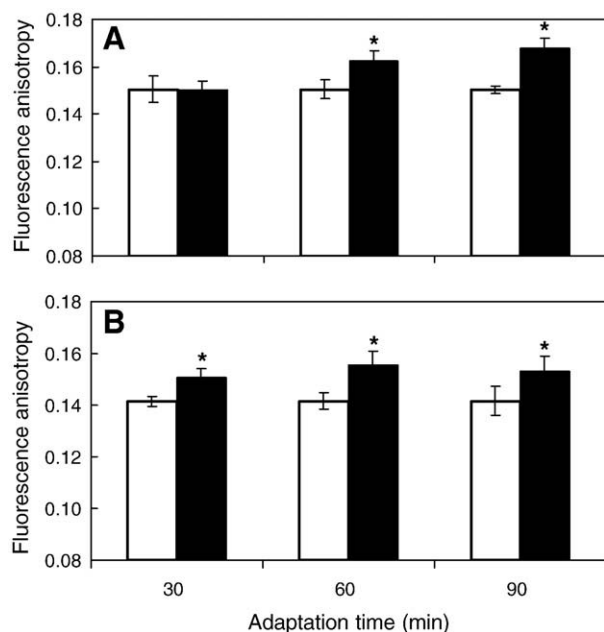 A
Fluorescence anisotropy
0.18
0.16
0.14
0.12
0.10
0.08
*
*
B
Fluorescence anisotropy
0.18
0.16
0.14
0.12
0.10
0.08
*
*
*
30 60 90
Adaptation time (min)